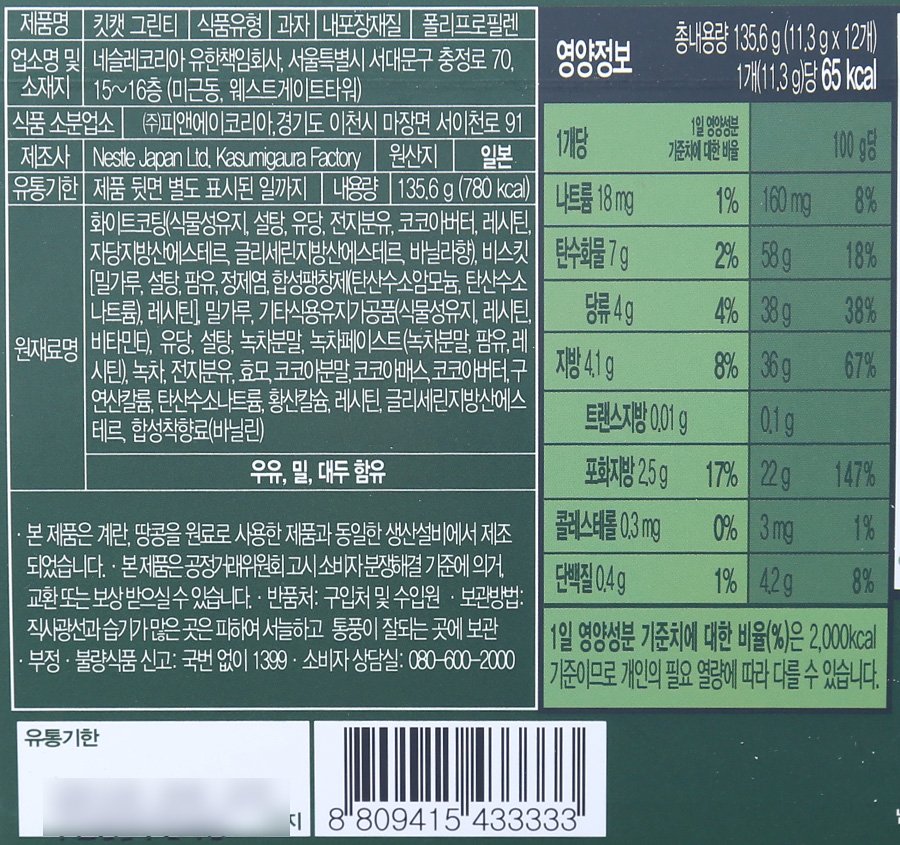 제품명 킷캣 그린티 식품유형 과자 내포장재질 폴리프로필렌
업소명 및 소재지 네슬레코리아 유한책임회사, 서울특별시 서대문구 충정로 70,
15~16층 (미근동, 웨스트게이트타워)
식품 소분업소 ㈜피앤에이코리아,경기도 이천시 마장면 서이천로 91
제조사 Nestle Japan Ltd, Kasumigaura Factory 원산지 일본
유통기한 제품 뒷면 별도 표시된 일까지 내용량 135.6 g (780 kcal)
원재료명
화이트코팅(식물성유지, 설탕, 유당, 전지분유, 코코아버터, 레시틴,
자당지방산에스테르, 글리세린지방산에스테르, 바닐라향), 비스킷
[밀가루, 설탕, 팜유, 정제염, 합성팽창제(탄산수소암모늄, 탄산수소
나트륨), 레시틴], 밀가루, 기타식용유지가공품(식물성유지, 레시틴,
비타민E), 유당, 설탕, 녹차분말, 녹차페이스트(녹차분말, 팜유, 레
시틴), 녹차, 전지분유, 효모, 코코아분말, 코코아매스, 코코아버터, 구
연산칼륨, 탄산수소나트륨, 황산칼슘, 레시틴, 글리세린지방산에스
테르, 합성착향료(바닐린)
우유, 밀, 대두 함유
· 본 제품은 계란, 땅콩을 원료로 사용한 제품과 동일한 생산설비에서 제조
되었습니다. · 본 제품은 공정거래위원회 고시 소비자 분쟁해결 기준에 의거,
교환 또는 보상 받으실 수 있습니다. · 반품처: 구입처 및 수입원 · 보관방법:
직사광선과 습기가 많은 곳은 피하여 서늘하고 통풍이 잘되는 곳에 보관
· 부정 · 불량식품 신고: 국번 없이 1399 · 소비자 상담실: 080-600-2000
영양정보
총내용량 135.6 g (11.3 g x 12개)
1개(11.3 g)당 65 kcal
1개당 1일 영양성분 기준치에 대한 비율 100 g당
나트륨 18 mg 1% 160 mg 8%
탄수화물 7 g 2% 58 g 18%
당류 4 g 4% 38 g 38%
지방 4.1 g 8% 36 g 67%
트랜스지방 0.01 g 0.1 g
포화지방 2.5 g 17% 22 g 147%
콜레스테롤 0.3 mg 0% 3 mg 1%
단백질 0.4 g 1% 4.2 g 8%
1일 영양성분 기준치에 대한 비율(%)은 2,000kcal
기준이므로 개인의 필요 열량에 따라 다를 수 있습니다.
유통기한
지
8 809415 433333